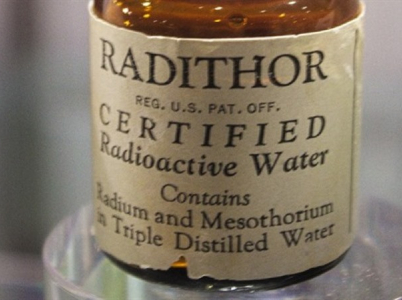 RADITHOR
REG. U.S. PAT. OFF.
CERTIFIED
Radioactive Water
Contains
Radium and Mesothorium
in Triple Distilled Water